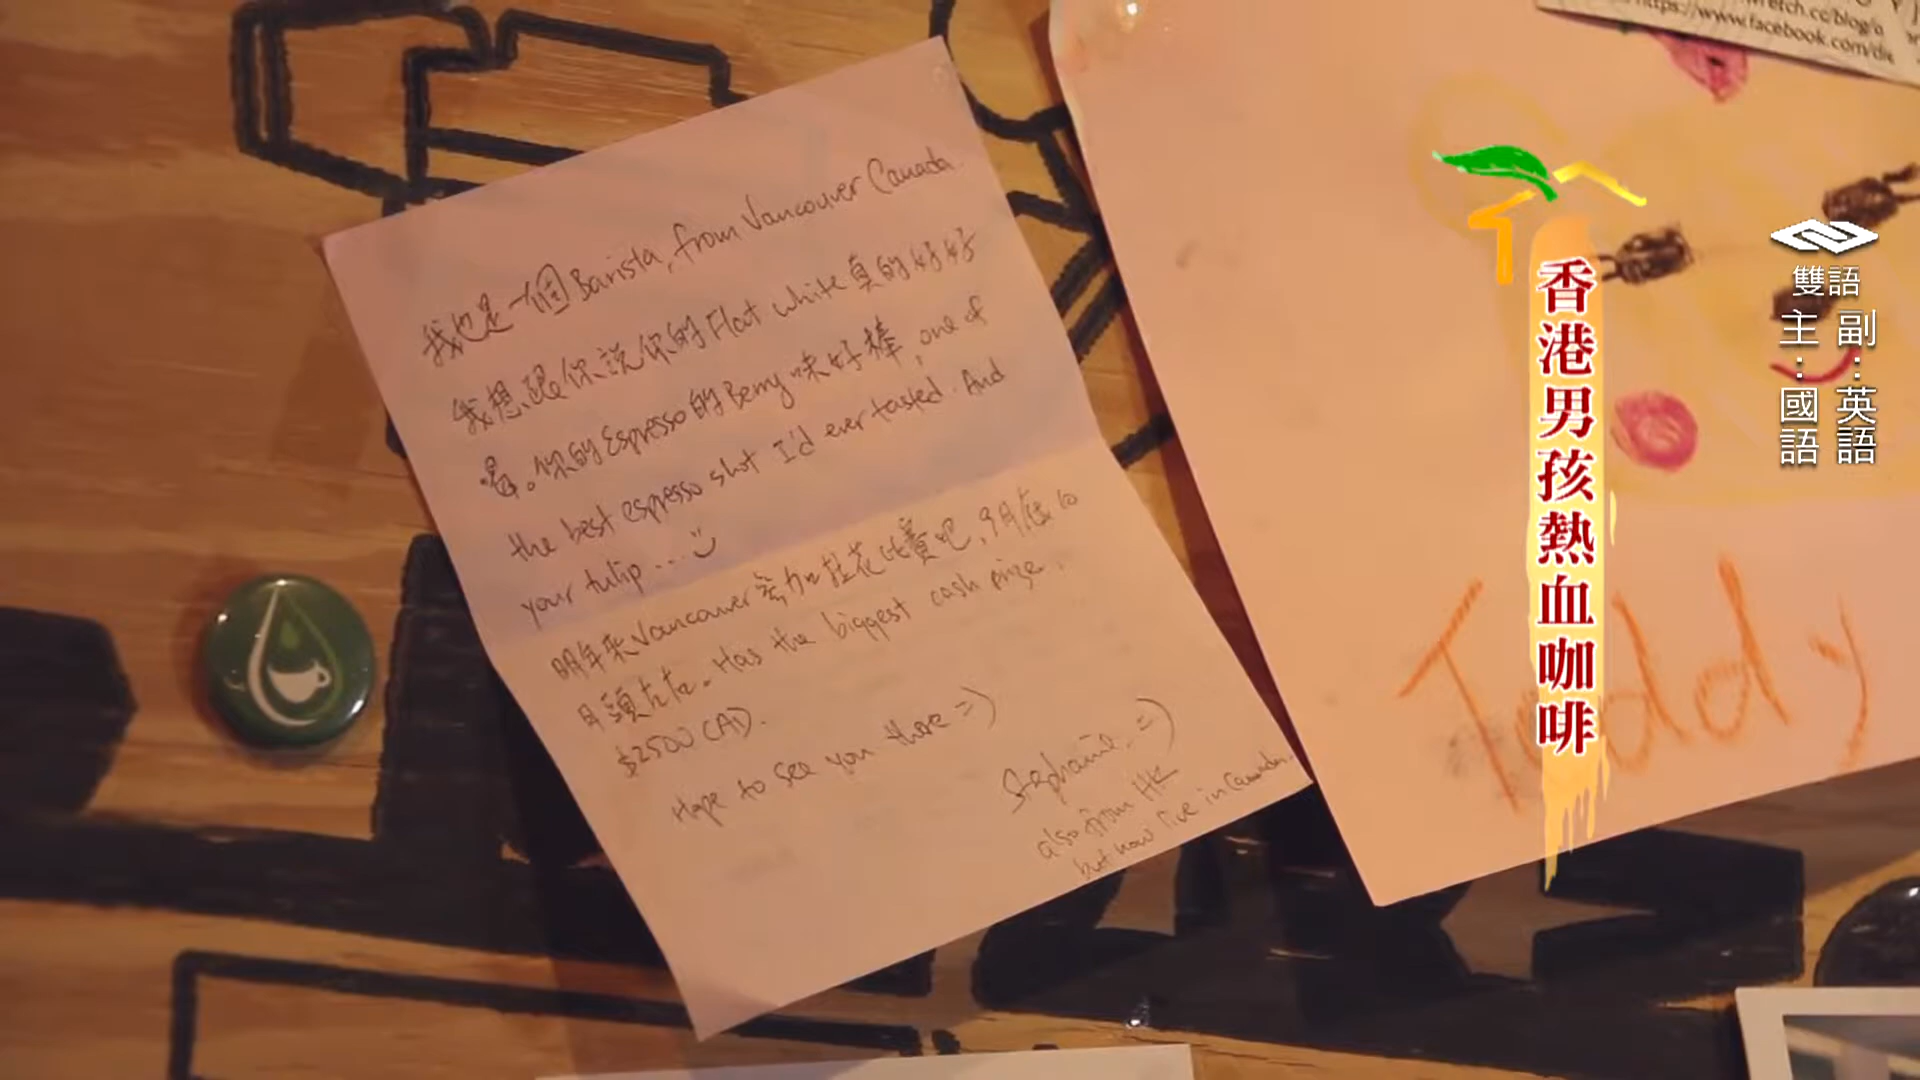 我也是一個Barista, from Vancouver Canada
我想跟你說你的Flat white真的好好
喝。你的Espresso的Berry味好棒, one of
the best espresso shot I'd ever tasted. And
your tulip...
明年來Vancouver參加拉花比賽吧, 9月底10
月頭左右. Has the biggest cash prize,
$2500 CAD.
Hope to see you there =)
Stephanie =)
also from HK
but now live in Canada.
Teddy
https://www.facebook.com/die
香港男孩熱血咖啡
雙語
主:國語
副:英語